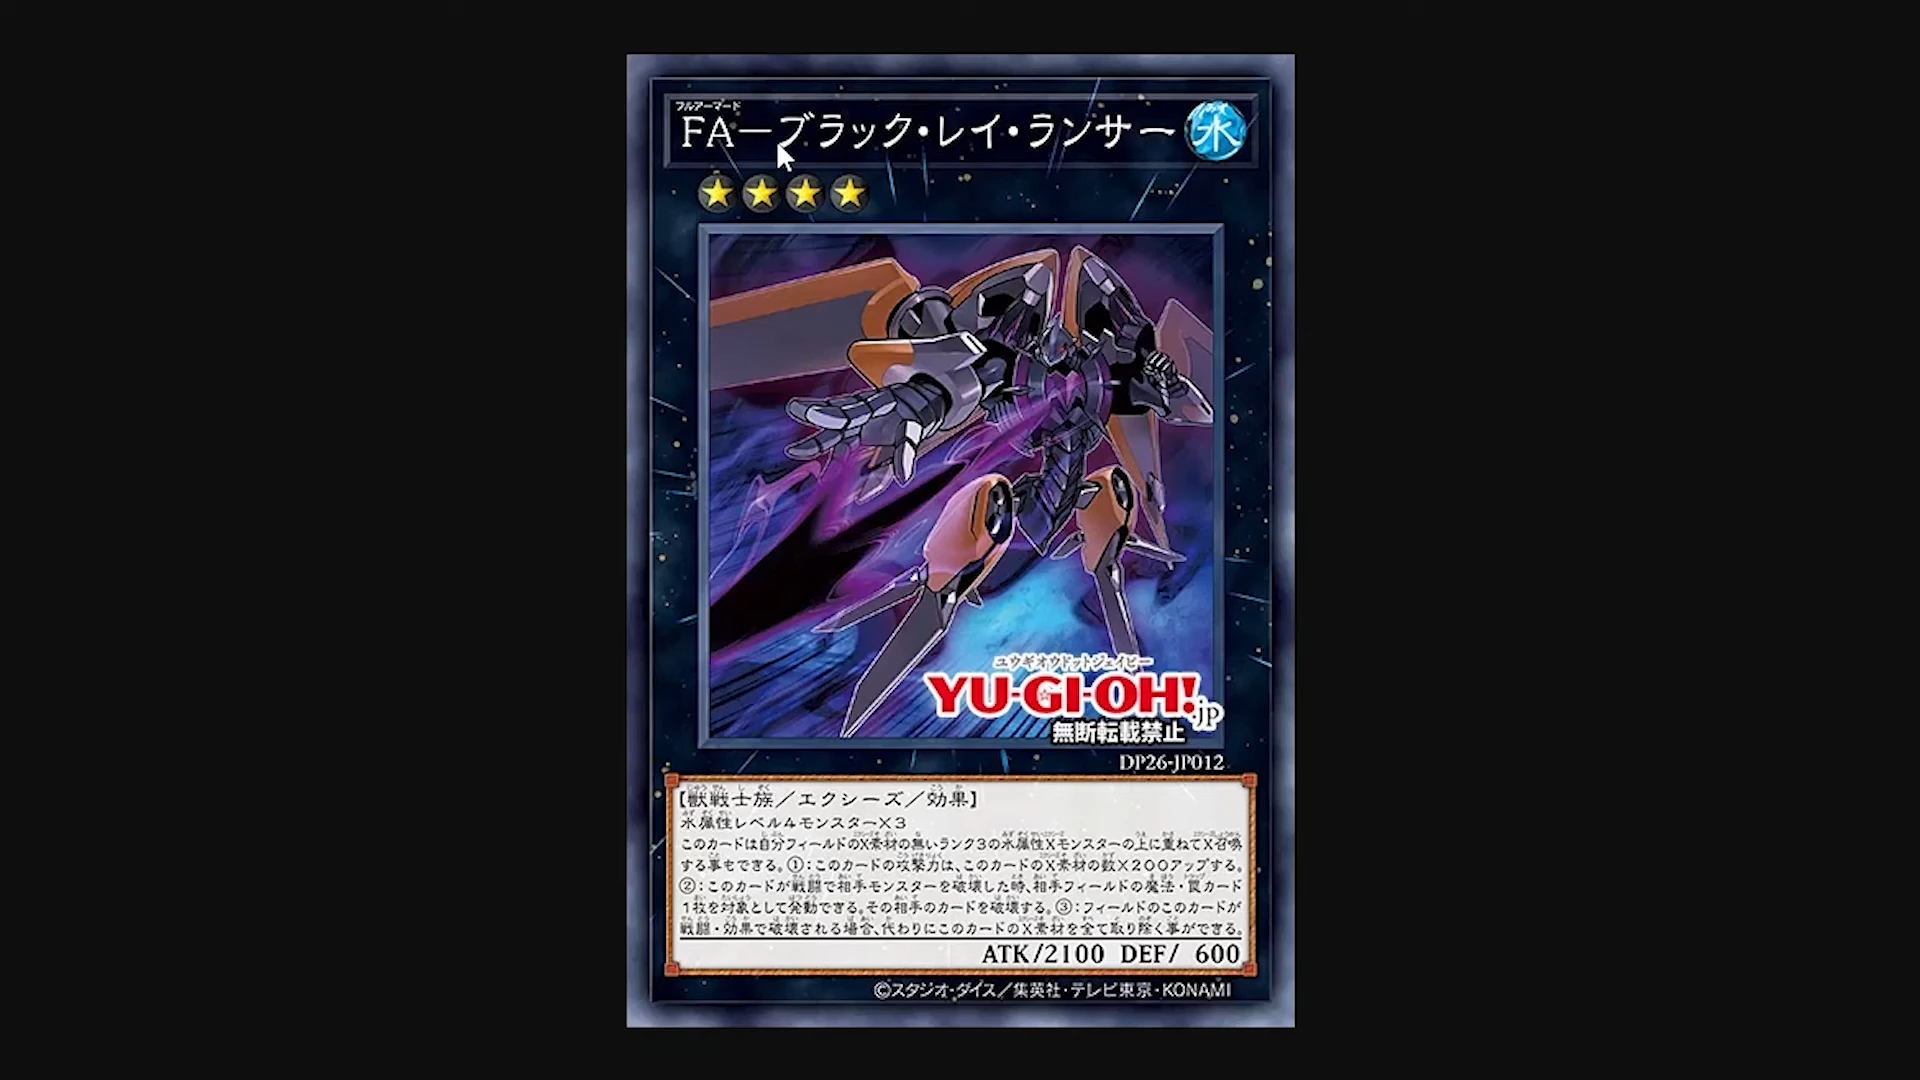 フルアーマード
FA－ブラック・レイ・ランサー
みず
水
ユウギオウドットジェイピー
YU-GI-OH!.jp
無断転載禁止
DP26-JP012
【獣戦士族／エクシーズ／効果】
水属性レベル４モンスター×３
このカードは自分フィールドのX素材の無いランク３の水属性Xモンスターの上に重ねてX召喚
する事もできる。①：このカードの攻撃力は、このカードのX素材の数×２００アップする。
②：このカードが戦闘で相手モンスターを破壊した時、相手フィールドの魔法・罠カード
１枚を対象として発動できる。その相手のカードを破壊する。③：フィールドのこのカードが
戦闘・効果で破壊される場合、代わりにこのカードのX素材を全て取り除く事ができる。
ATK/2100 DEF/ 600
©スタジオ・ダイス／集英社・テレビ東京・KONAMI